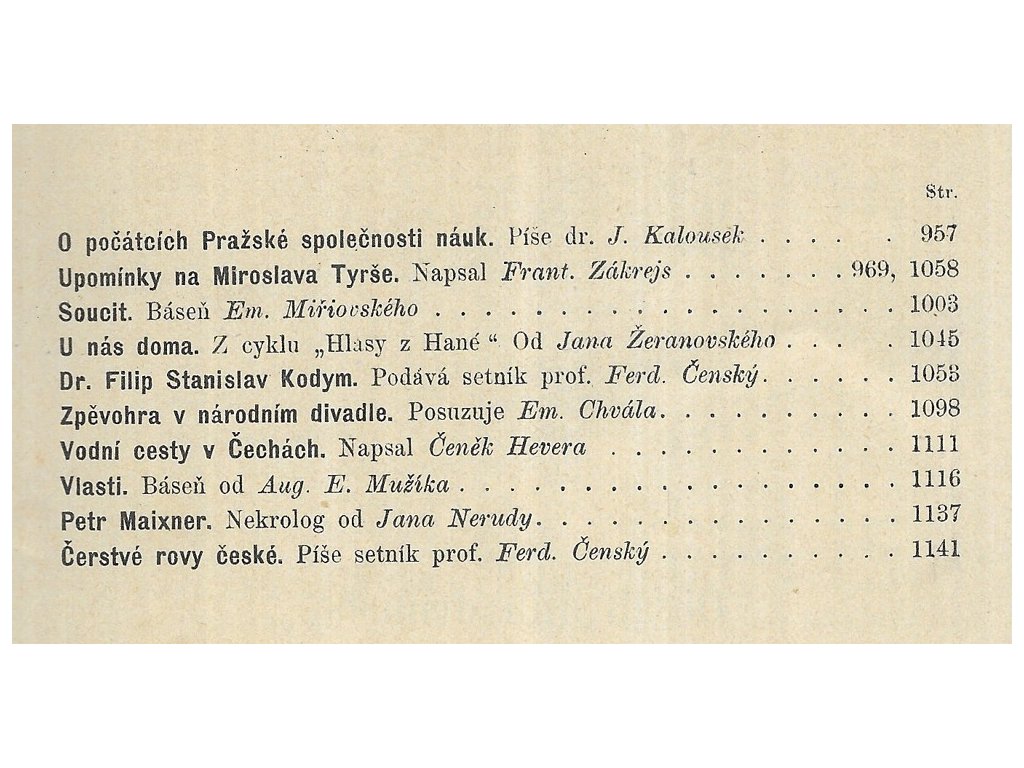 Str.
O počátcích Pražské společnosti náuk. Píše dr. J. Kalousek . . . . . 957
Upomínky na Miroslava Tyrše. Napsal Frant. Zákrejs . . . . . . . 969, 1058
Soucit. Báseň Em. Miřiovského . . . . . . . . . . . . . . . . . . 1003
U nás doma. Z cyklu „Hlasy z Hané“ Od Jana Žeranovského . . . . . 1045
Dr. Filip Stanislav Kodym. Podává setník prof. Ferd. Čenský. . . . . . 1053
Zpěvohra v národním divadle. Posuzuje Em. Chvála. . . . . . . . . . 1098
Vodní cesty v Čechách. Napsal Čeněk Hevera . . . . . . . . . . . . 1111
Vlasti. Báseň od Aug. E. Mužíka . . . . . . . . . . . . . . . . . . . 1116
Petr Maixner. Nekrolog od Jana Nerudy. . . . . . . . . . . . . . . . 1137
Čerstvé rovy české. Píše setník prof. Ferd. Čenský . . . . . . . . . . 1141